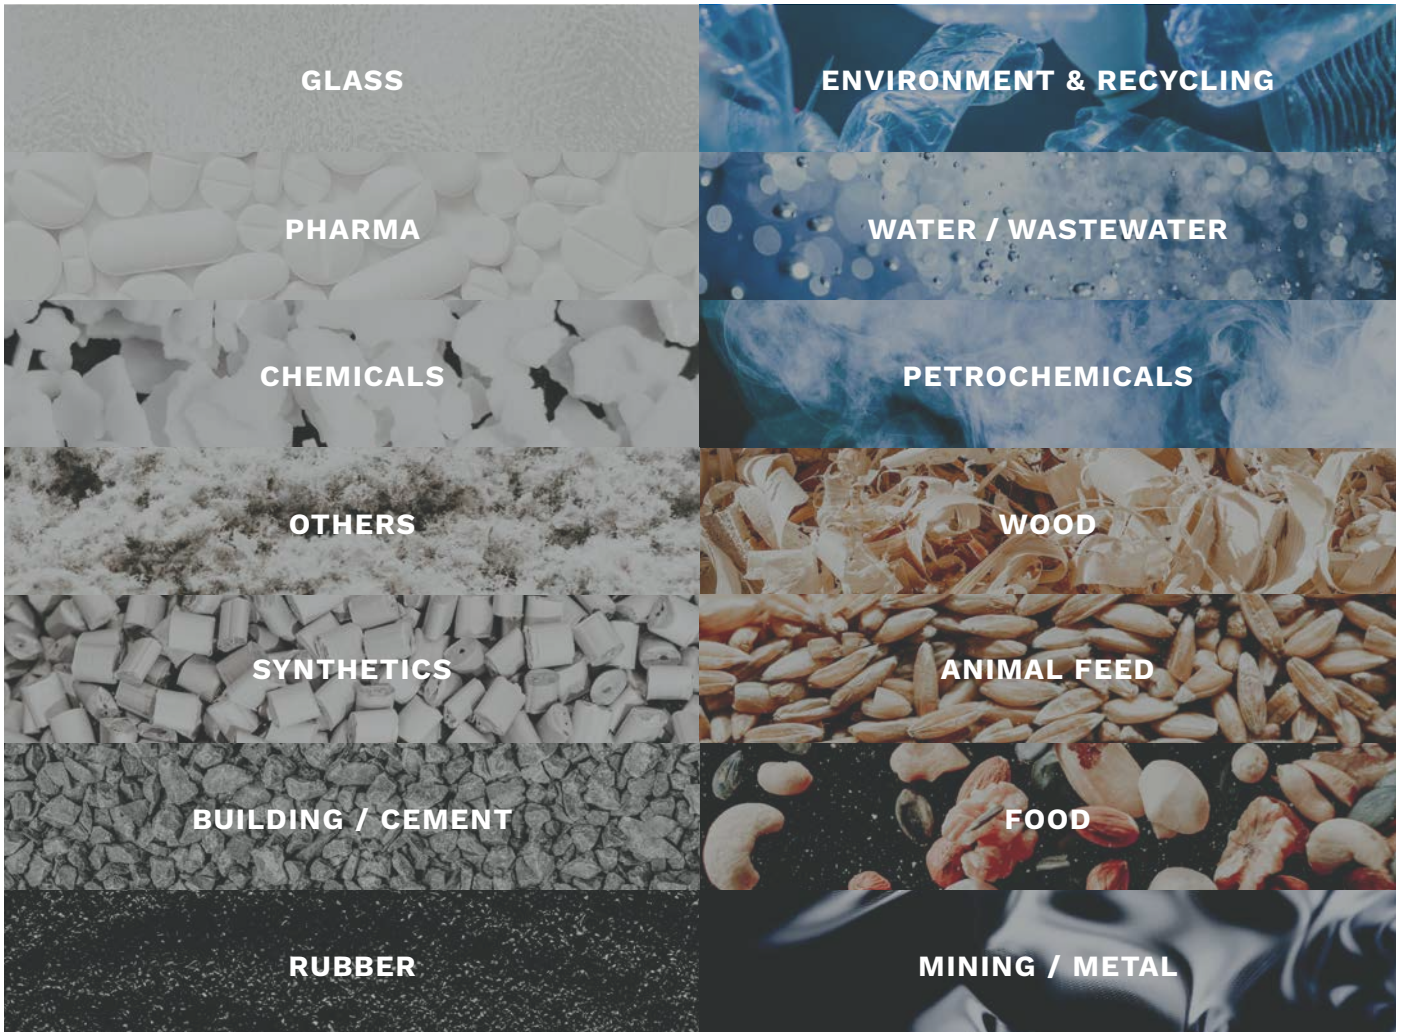 GLASS
ENVIRONMENT & RECYCLING
PHARMA
WATER / WASTEWATER
CHEMICALS
PETROCHEMICALS
OTHERS
WOOD
SYNTHETICS
ANIMAL FEED
BUILDING / CEMENT
FOOD
RUBBER
MINING / METAL